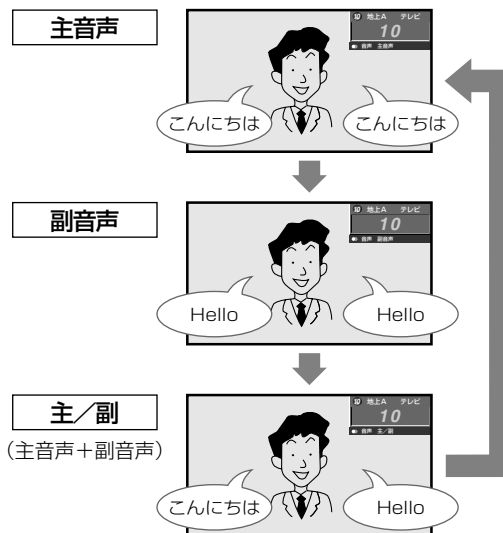 主音声
10 地上A テレビ
10
音声 主音声
こんにちは
こんにちは
副音声
10 地上A テレビ
10
音声 副音声
Hello
Hello
主／副
(主音声＋副音声)
10 地上A テレビ
10
音声 主／副
こんにちは
Hello